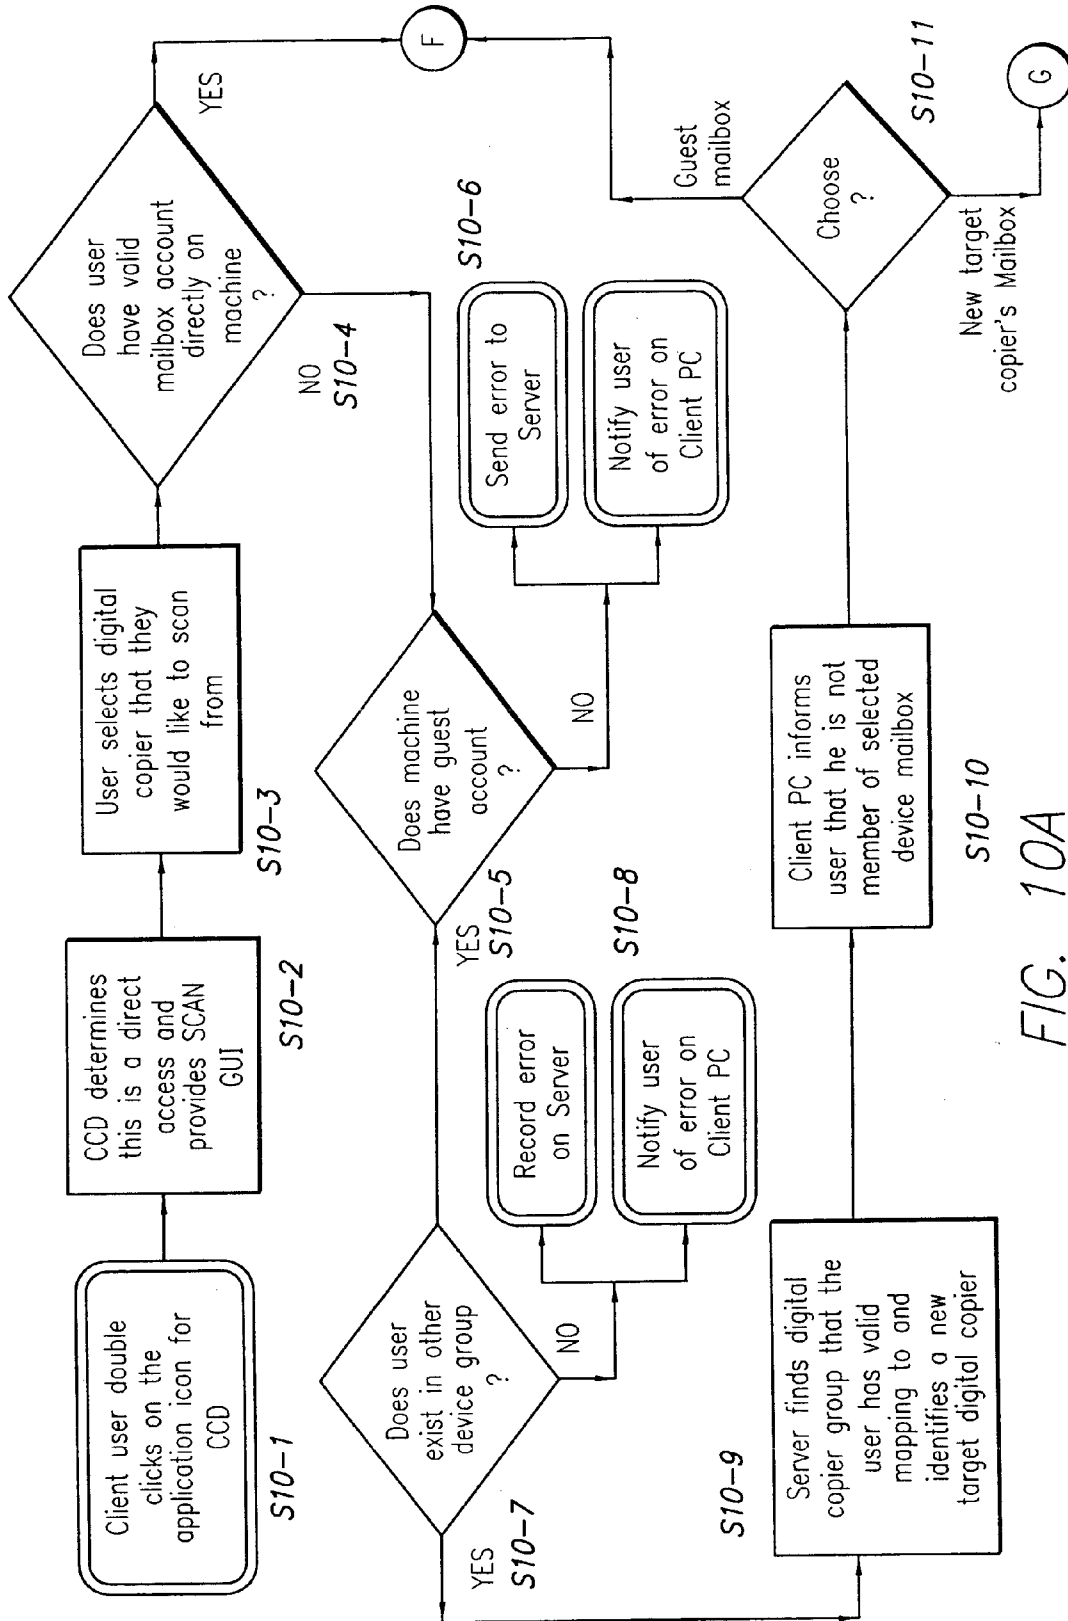 Client user double
clicks on the
application icon for
CCD
S10-1
CCD determines
this is a direct
access and
provides SCAN
GUI
S10-2
User selects digital
copier that they
would like to scan
from
S10-3
Does user
have valid
mailbox account
directly on
machine
?
YES
F
NO
S10-4
Does machine
have guest
account
?
YES
S10-5
NO
Send error to
Server
Notify user
of error on
Client PC
S10-6
Does user
exist in other
device group
?
YES
S10-7
NO
Record error
on Server
Notify user
of error on
Client PC
S10-8
Server finds digital
copier group that the
user has valid
mapping to and
identifies a new
target digital copier
S10-9
Client PC informs
user that he is not
member of selected
device mailbox
S10-10
Choose
?
S10-11
Guest
mailbox
New target
copier's Mailbox
G
FIG. 10A